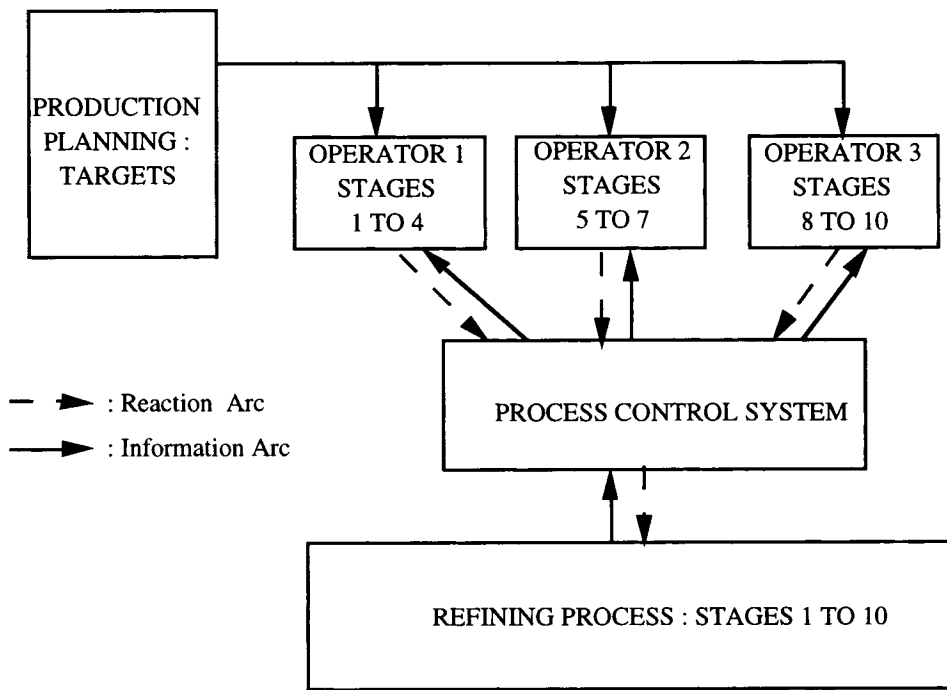 PRODUCTION
PLANNING :
TARGETS
OPERATOR 1
STAGES
1 TO 4
OPERATOR 2
STAGES
5 TO 7
OPERATOR 3
STAGES
8 TO 10
PROCESS CONTROL SYSTEM
: Reaction Arc
: Information Arc
REFINING PROCESS : STAGES 1 TO 10